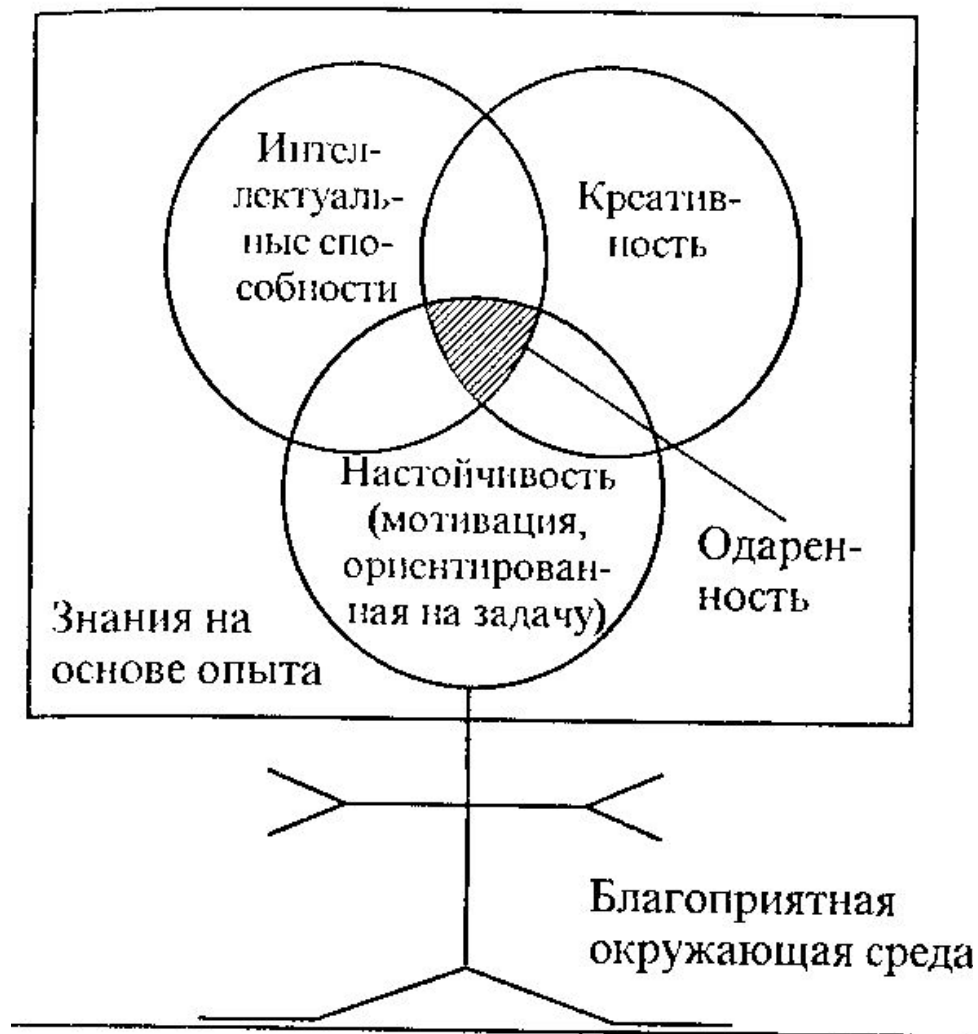 Интел-
лектуаль-
ные спо-
собности
Креатив-
ность
Настойчивость
(мотивация,
ориентирован-
ная на задачу)
Одарен-
ность
Знания на
основе опыта
Благоприятная
окружающая среда